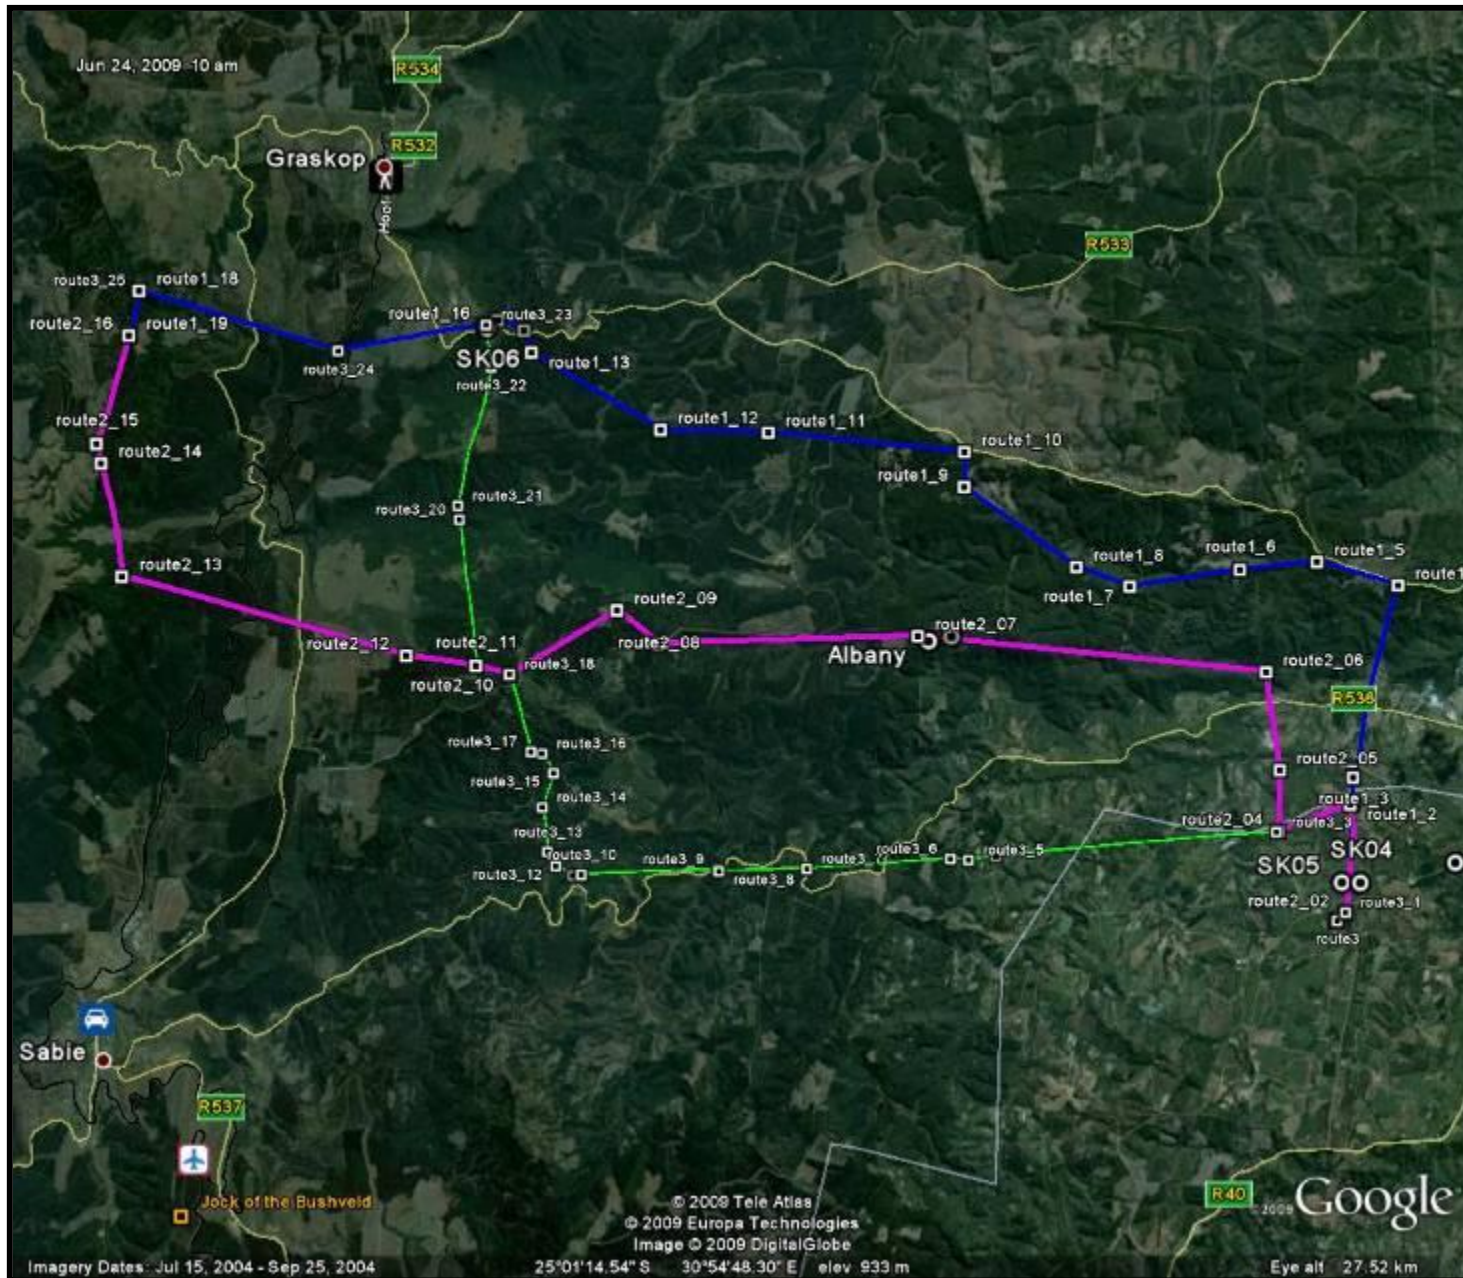 Jun 24, 2009 10 am
R534
R532
Graskop
Hoof
R533
route3_25
route1_18
route2_16
route1_19
route1_16
route3_23
SK06
route1_13
route3_24
route3_22
route2_15
route2_14
route1_12
route1_11
route1_10
route1_9
route3_21
route3_20
route2_13
route1_8
route1_6
route1_5
route1_7
route1
route2_09
route2_12
route2_11
route2_08
route2_07
Albany
route3_18
route2_10
route2_06
R536
route3_17
route3_16
route3_15
route3_14
route2_05
route1_3
route1_2
route2_04
route3_3
route3_13
route3_10
route3_12
route3_9
route3_8
route3_
route3_6
route3_5
SK04
SK05
route2_02
route3_1
route3
Sabie
R537
Jock of the Bushveld
R40
© 2009 Google
© 2009 Tele Atlas
© 2009 Europa Technologies
Image © 2009 DigitalGlobe
Imagery Dates: Jul 15, 2004 - Sep 25, 2004
25°01'14.54" S 30°54'48.30" E elev 933 m
Eye alt 27.52 km